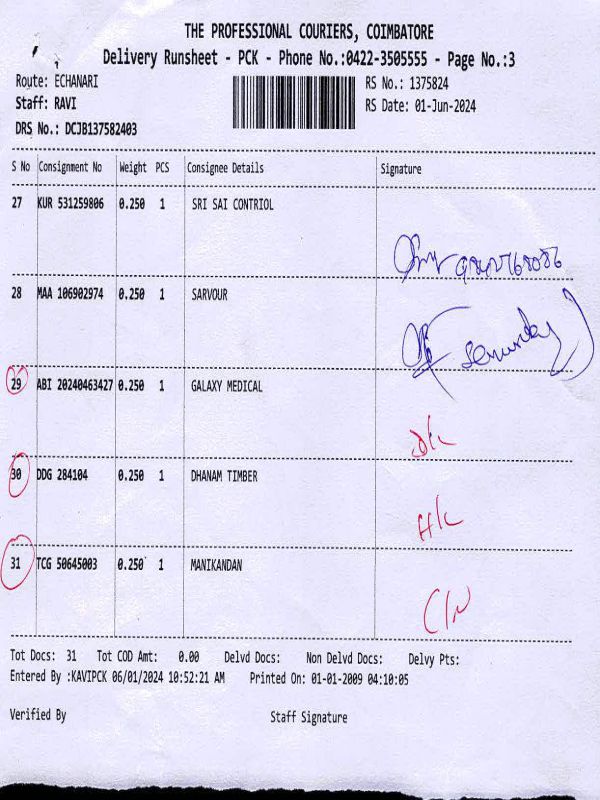 THE PROFESSIONAL COURIERS, COIMBATORE
Delivery Runsheet - PCK - Phone No.:0422-3505555 - Page No.:3
Route: ECHANARI RS No.: 1375824
Staff: RAVI RS Date: 01-Jun-2024
DRS No.: DCJB137582403
S No Consignment No Weight PCS Consignee Details Signature
27 KUR 531259806 0.250 1 SRI SAI CONTRIOL
28 MAA 106902974 0.250 1 SARVOUR
29 ABI 20240463427 0.250 1 GALAXY MEDICAL
D/L
30 DDG 284104 0.250 1 DHANAM TIMBER
H/L
31 TCG 50645003 0.250 1 MANIKANDAN
C/N
Tot Docs: 31 Tot COD Amt: 0.00 Delvd Docs: Non Delvd Docs: Delvy Pts:
Entered By :KAVIPCK 06/01/2024 10:52:21 AM Printed On: 01-01-2009 04:10:05
Verified By Staff Signature